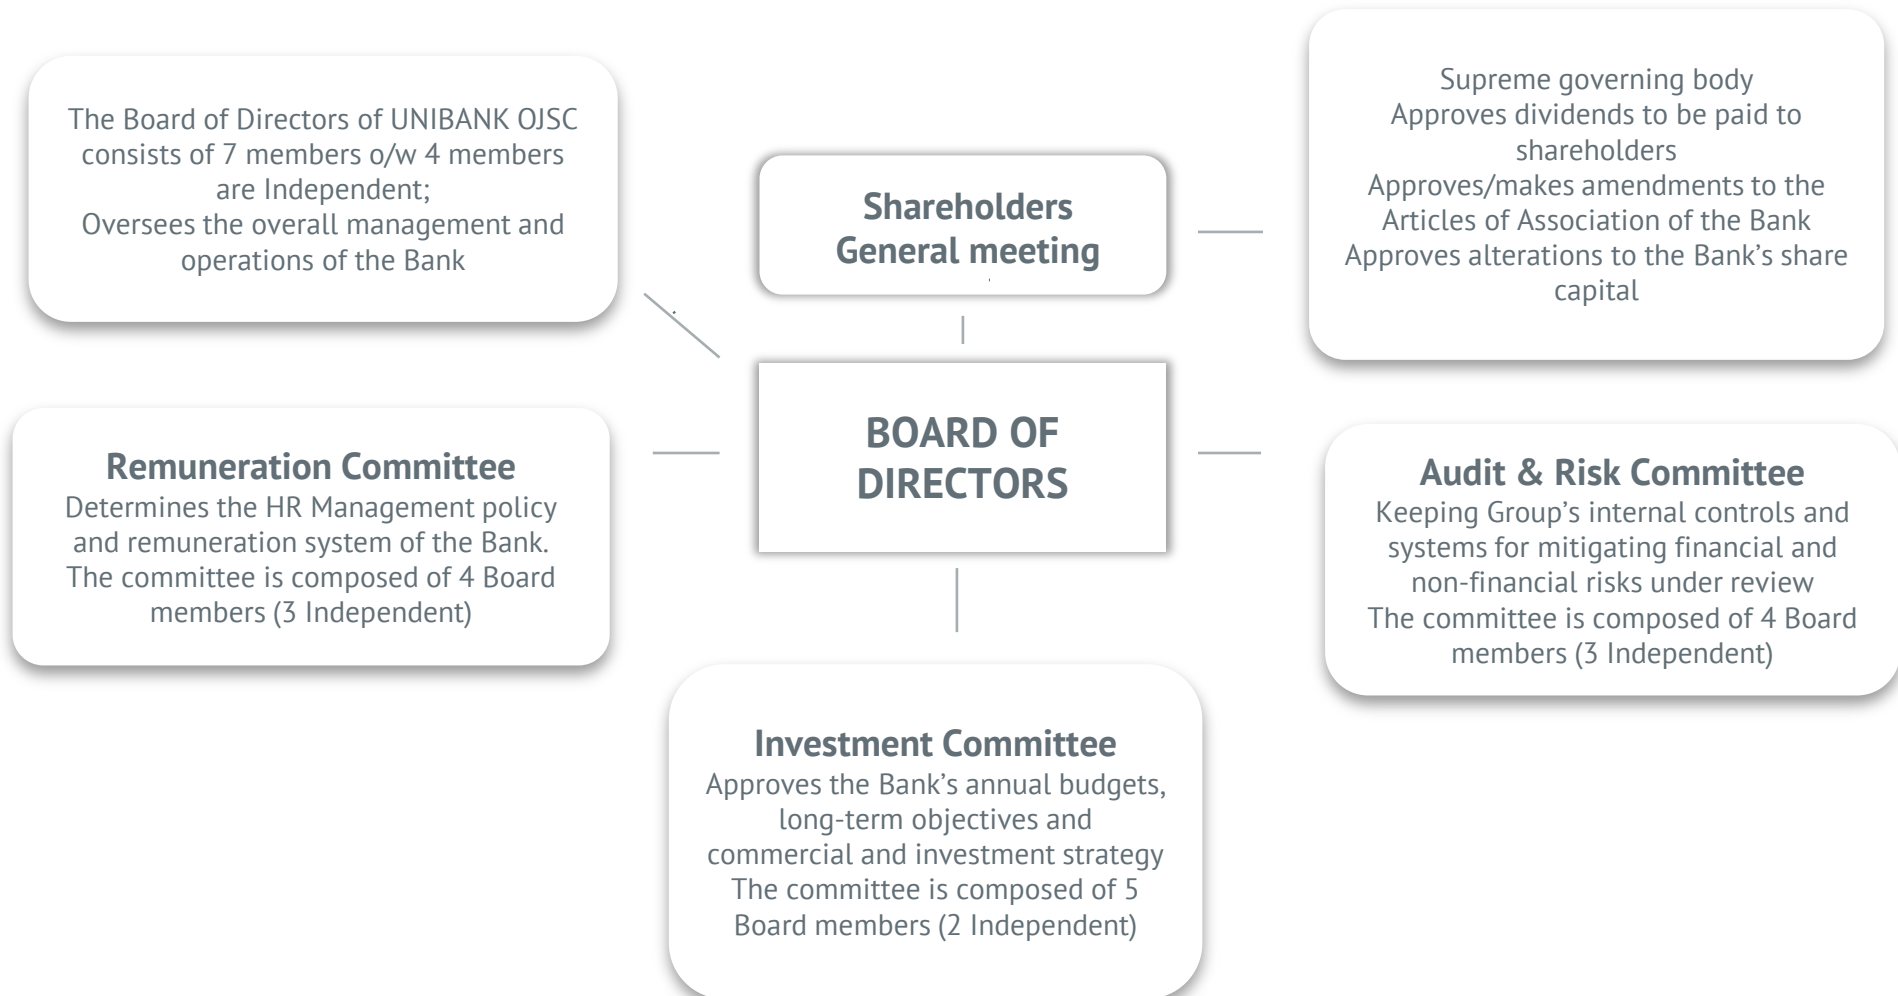 The Board of Directors of UNIBANK OJSC
consists of 7 members o/w 4 members
are Independent;
Oversees the overall management and
operations of the Bank
Shareholders
General meeting
Supreme governing body
Approves dividends to be paid to
shareholders
Approves/makes amendments to the
Articles of Association of the Bank
Approves alterations to the Bank’s share
capital
BOARD OF
DIRECTORS
Remuneration Committee
Determines the HR Management policy
and remuneration system of the Bank.
The committee is composed of 4 Board
members (3 Independent)
Audit & Risk Committee
Keeping Group’s internal controls and
systems for mitigating financial and
non-financial risks under review
The committee is composed of 4 Board
members (3 Independent)
Investment Committee
Approves the Bank’s annual budgets,
long-term objectives and
commercial and investment strategy
The committee is composed of 5
Board members (2 Independent)